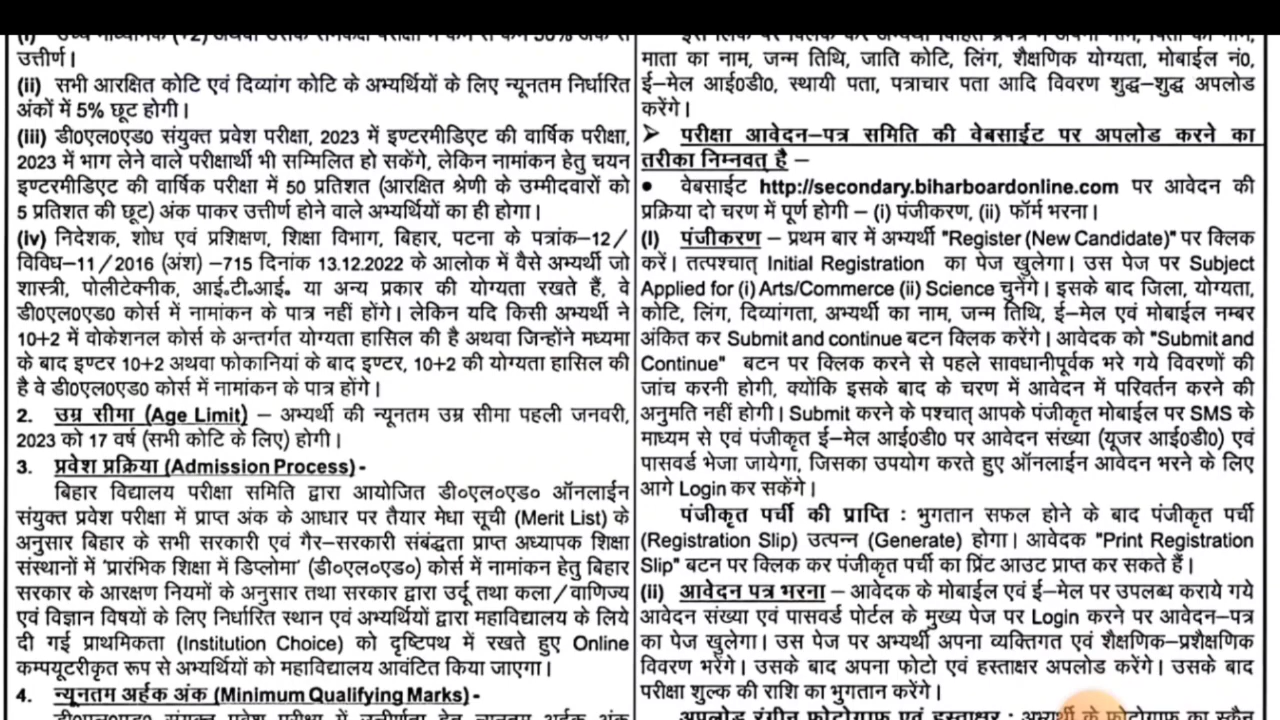 उत्तीर्ण।
(ii) सभी आरक्षित कोटि एवं दिव्यांग कोटि के अभ्यर्थियों के लिए न्यूनतम निर्धारित
अंकों में 5% छूट होगी।
(iii) डी0एल0एड0 संयुक्त प्रवेश परीक्षा, 2023 में इण्टरमीडिएट की वार्षिक परीक्षा,
2023 में भाग लेने वाले परीक्षार्थी भी सम्मिलित हो सकेंगे, लेकिन नामांकन हेतु चयन
इण्टरमीडिएट की वार्षिक परीक्षा में 50 प्रतिशत (आरक्षित श्रेणी के उम्मीदवारों को
5 प्रतिशत की छूट) अंक पाकर उत्तीर्ण होने वाले अभ्यर्थियों का ही होगा।
(iv) निदेशक, शोध एवं प्रशिक्षण, शिक्षा विभाग, बिहार, पटना के पत्रांक–12/
विविध–11/2016 (अंश) –715 दिनांक 13.12.2022 के आलोक में वैसे अभ्यर्थी जो
शास्त्री, पोलीटेक्नीक, आई.टी.आई. या अन्य प्रकार की योग्यता रखते हैं, वे
डी0एल0एड0 कोर्स में नामांकन के पात्र नहीं होंगे। लेकिन यदि किसी अभ्यर्थी ने
10+2 में वोकेशनल कोर्स के अन्तर्गत योग्यता हासिल की है अथवा जिन्होंने मध्यमा
के बाद इण्टर 10+2 अथवा फोकानियां के बाद इण्टर, 10+2 की योग्यता हासिल की
है वे डी0एल0एड0 कोर्स में नामांकन के पात्र होंगे।
2. उम्र सीमा (Age Limit) – अभ्यर्थी की न्यूनतम उम्र सीमा पहली जनवरी,
2023 को 17 वर्ष (सभी कोटि के लिए) होगी।
3. प्रवेश प्रक्रिया (Admission Process)-
बिहार विद्यालय परीक्षा समिति द्वारा आयोजित डी०एल०एड० ऑनलाईन
संयुक्त प्रवेश परीक्षा में प्राप्त अंक के आधार पर तैयार मेधा सूची (Merit List) के
अनुसार बिहार के सभी सरकारी एवं गैर–सरकारी संबंद्धता प्राप्त अध्यापक शिक्षा
संस्थानों में 'प्रारंभिक शिक्षा में डिप्लोमा' (डी०एल०एड०) कोर्स में नामांकन हेतु बिहार
सरकार के आरक्षण नियमों के अनुसार तथा सरकार द्वारा उर्दू तथा कला/वाणिज्य
एवं विज्ञान विषयों के लिए निर्धारित स्थान एवं अभ्यर्थियों द्वारा महाविद्यालय के लिये
दी गई प्राथमिकता (Institution Choice) को दृष्टिपथ में रखते हुए Online
कम्प्यूटरीकृत रूप से अभ्यर्थियों को महाविद्यालय आवंटित किया जाएगा।
4. न्यूनतम अर्हक अंक (Minimum Qualifying Marks)-
माता का नाम, जन्म तिथि, जाति कोटि, लिंग, शैक्षणिक योग्यता, मोबाईल नं0,
ई–मेल आई0डी0, स्थायी पता, पत्राचार पता आदि विवरण शुद्ध–शुद्ध अपलोड
करेंगे।
➢ परीक्षा आवेदन–पत्र समिति की वेबसाईट पर अपलोड करने का
तरीका निम्नवत् है –
• वेबसाईट http://secondary.biharboardonline.com पर आवेदन की
प्रक्रिया दो चरण में पूर्ण होगी – (i) पंजीकरण, (ii) फॉर्म भरना।
(I) पंजीकरण – प्रथम बार में अभ्यर्थी "Register (New Candidate)" पर क्लिक
करें। तत्पश्चात् Initial Registration का पेज खुलेगा। उस पेज पर Subject
Applied for (i) Arts/Commerce (ii) Science चुनेंगे। इसके बाद जिला, योग्यता,
कोटि, लिंग, दिव्यांगता, अभ्यर्थी का नाम, जन्म तिथि, ई–मेल एवं मोबाईल नम्बर
अंकित कर Submit and continue बटन क्लिक करेंगे। आवेदक को "Submit and
Continue" बटन पर क्लिक करने से पहले सावधानीपूर्वक भरे गये विवरणों की
जांच करनी होगी, क्योंकि इसके बाद के चरण में आवेदन में परिवर्तन करने की
अनुमति नहीं होगी। Submit करने के पश्चात् आपके पंजीकृत मोबाईल पर SMS के
माध्यम से एवं पंजीकृत ई–मेल आई0डी0 पर आवेदन संख्या (यूजर आई0डी0) एवं
पासवर्ड भेजा जायेगा, जिसका उपयोग करते हुए ऑनलाईन आवेदन भरने के लिए
आगे Login कर सकेंगे।
पंजीकृत पर्ची की प्राप्ति : भुगतान सफल होने के बाद पंजीकृत पर्ची
(Registration Slip) उत्पन्न (Generate) होगा। आवेदक "Print Registration
Slip" बटन पर क्लिक कर पंजीकृत पर्ची का प्रिंट आउट प्राप्त कर सकते हैं।
(ii) आवेदन पत्र भरना – आवेदक के मोबाईल एवं ई–मेल पर उपलब्ध कराये गये
आवेदन संख्या एवं पासवर्ड पोर्टल के मुख्य पेज पर Login करने पर आवेदन–पत्र
का पेज खुलेगा। उस पेज पर अभ्यर्थी अपना व्यक्तिगत एवं शैक्षणिक–प्रशैक्षणिक
विवरण भरेंगे। उसके बाद अपना फोटो एवं हस्ताक्षर अपलोड करेंगे। उसके बाद
परीक्षा शुल्क की राशि का भुगतान करेंगे।